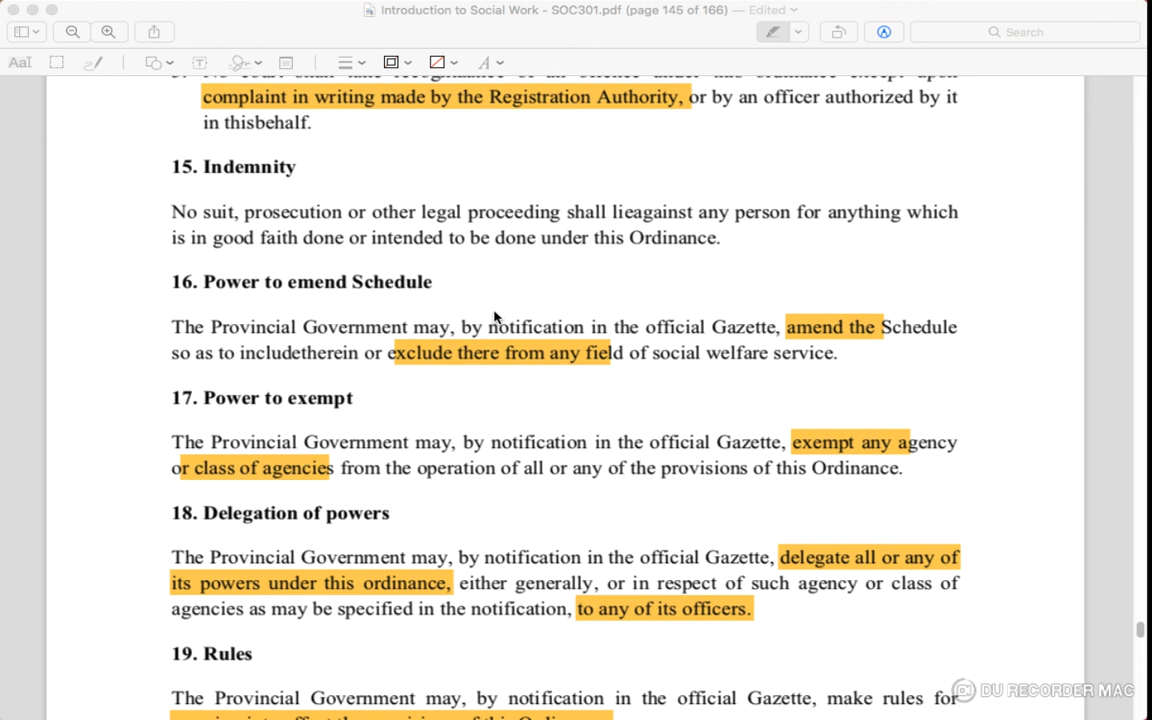 Introduction to Social Work - SOC301.pdf (page 145 of 166) — Edited
Search
AaI
complaint in writing made by the Registration Authority, or by an officer authorized by it
in thisbehalf.
15. Indemnity
No suit, prosecution or other legal proceeding shall lieagainst any person for anything which
is in good faith done or intended to be done under this Ordinance.
16. Power to emend Schedule
The Provincial Government may, by notification in the official Gazette, amend the Schedule
so as to includetherein or exclude there from any field of social welfare service.
17. Power to exempt
The Provincial Government may, by notification in the official Gazette, exempt any agency
or class of agencies from the operation of all or any of the provisions of this Ordinance.
18. Delegation of powers
The Provincial Government may, by notification in the official Gazette, delegate all or any of
its powers under this ordinance, either generally, or in respect of such agency or class of
agencies as may be specified in the notification, to any of its officers.
19. Rules
The Provincial Government may, by notification in the official Gazette, make rules for
DU RECORDER MAC